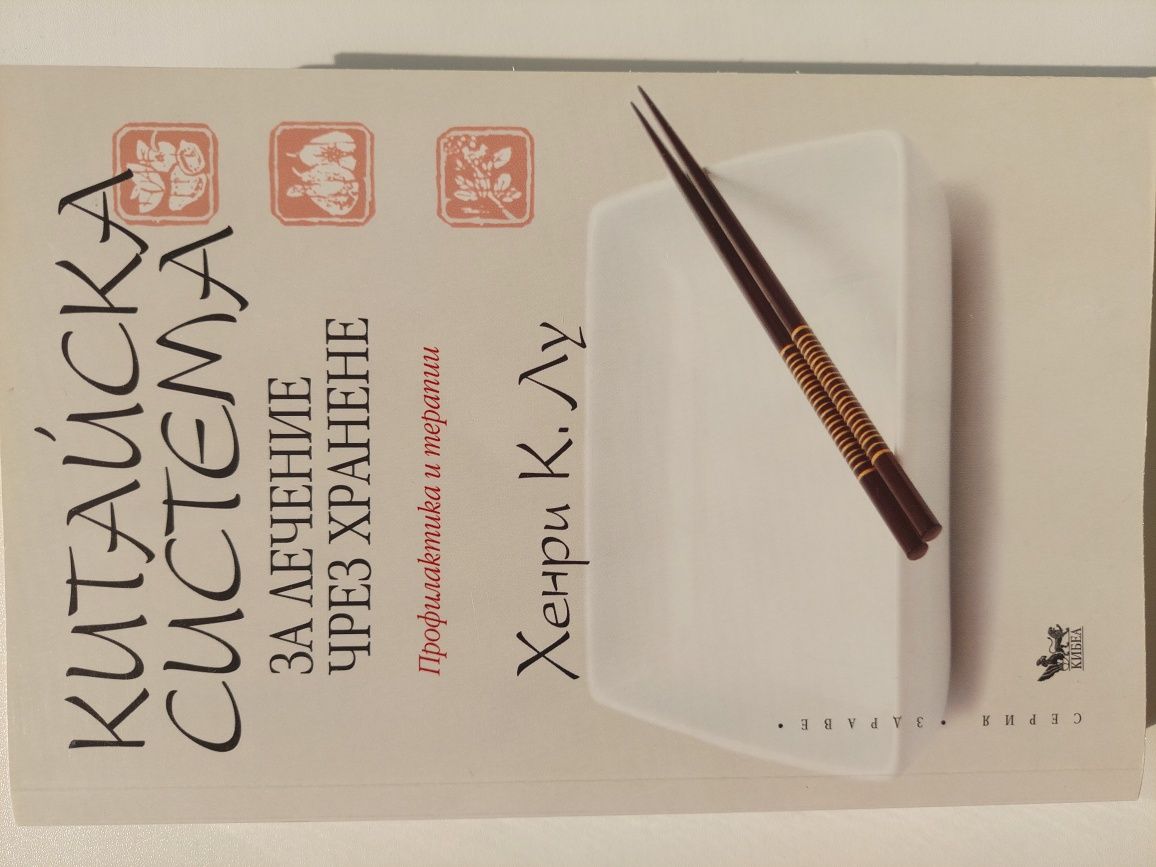 КИТАЙСКА
СИСТЕМА
ЗА ЛЕЧЕНИЕ
ЧРЕЗ ХРАНЕНЕ
Профилактика и терапии
Хенри К. Лу
СЕРИЯ • ЗДРАВЕ •
КИБЕА